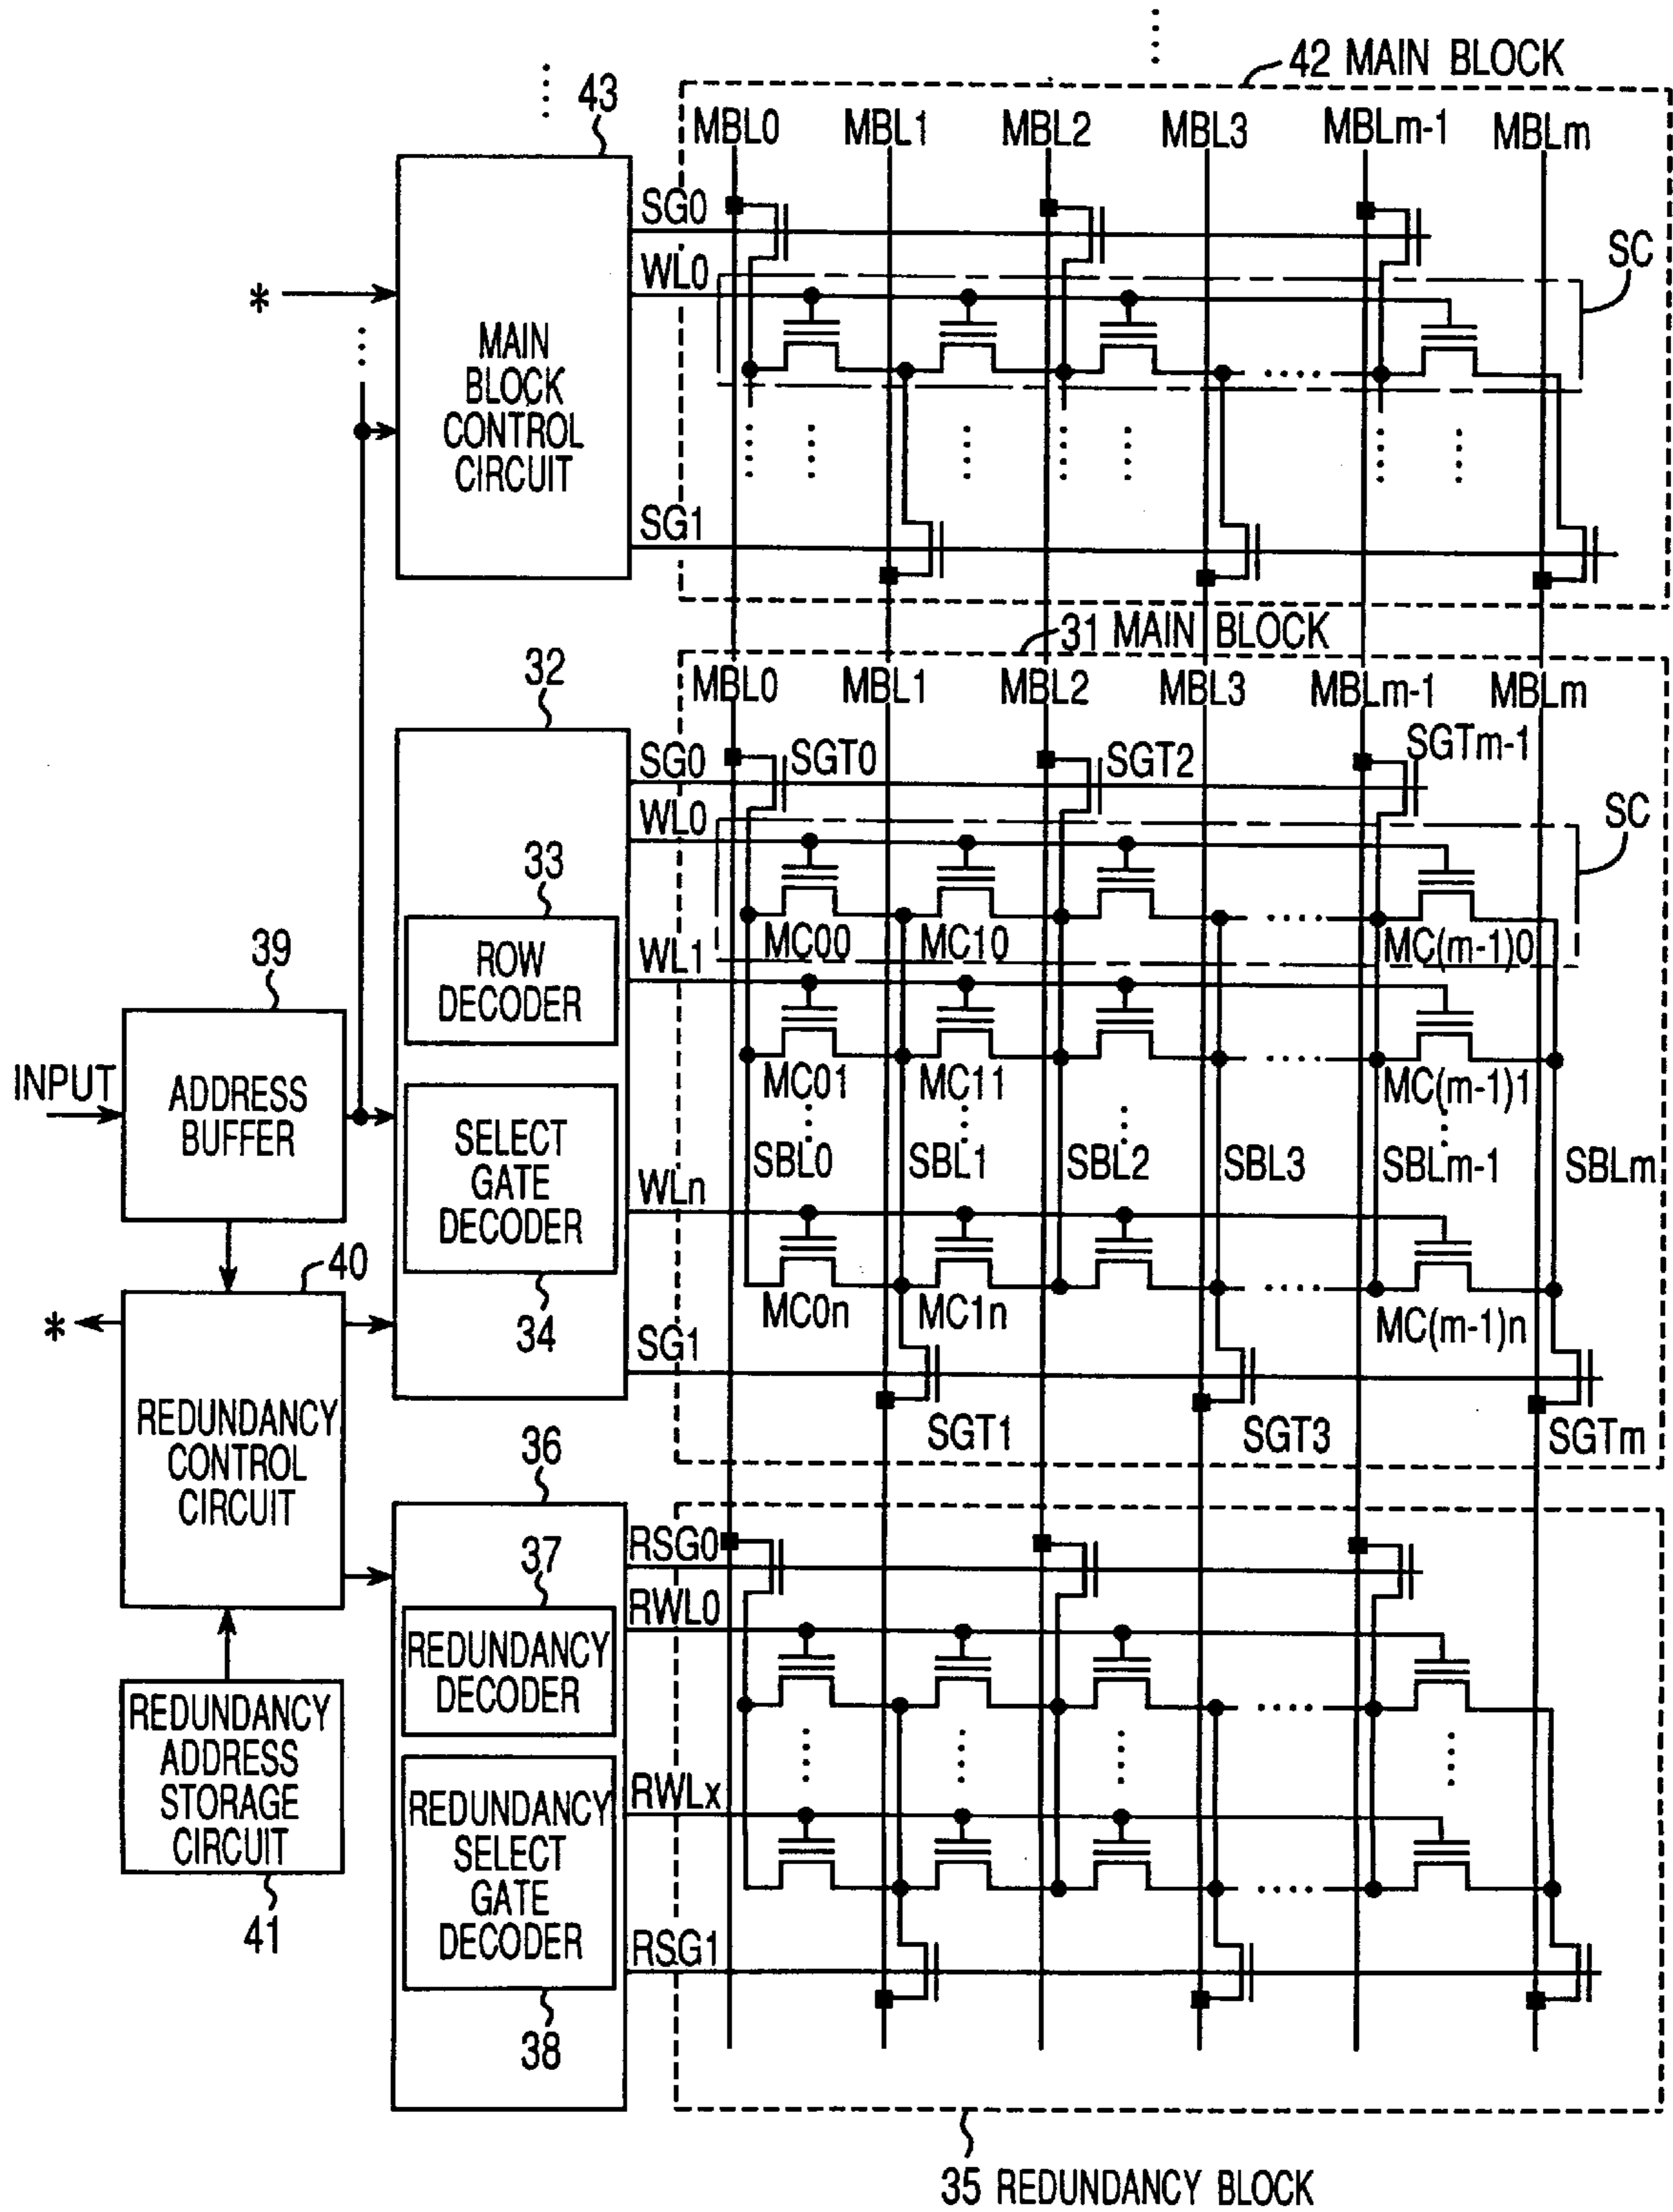 42 MAIN BLOCK
43
MBL0 MBL1 MBL2 MBL3 MBLm-1 MBLm
SG0
WL0
SC
*
MAIN
BLOCK
CONTROL
CIRCUIT
SG1
31 MAIN BLOCK
32
MBL0 MBL1 MBL2 MBL3 MBLm-1 MBLm
SG0 SGT0 SGT2 SGTm-1
WL0
SC
33
MC00 MC10 MC(m-1)0
WL1
ROW
DECODER
39
INPUT
ADDRESS
BUFFER
MC01 MC11 MC(m-1)1
SELECT
GATE
DECODER
SBL0 SBL1 SBL2 SBL3 SBLm-1 SBLm
WLn
40
34
MC0n MC1n MC(m-1)n
*
SG1
REDUNDANCY
CONTROL
CIRCUIT
SGT1 SGT3 SGTm
36
RSG0
37
RWL0
REDUNDANCY
DECODER
REDUNDANCY
ADDRESS
STORAGE
CIRCUIT
41
RWLx
REDUNDANCY
SELECT
GATE
DECODER
RSG1
38
35 REDUNDANCY BLOCK